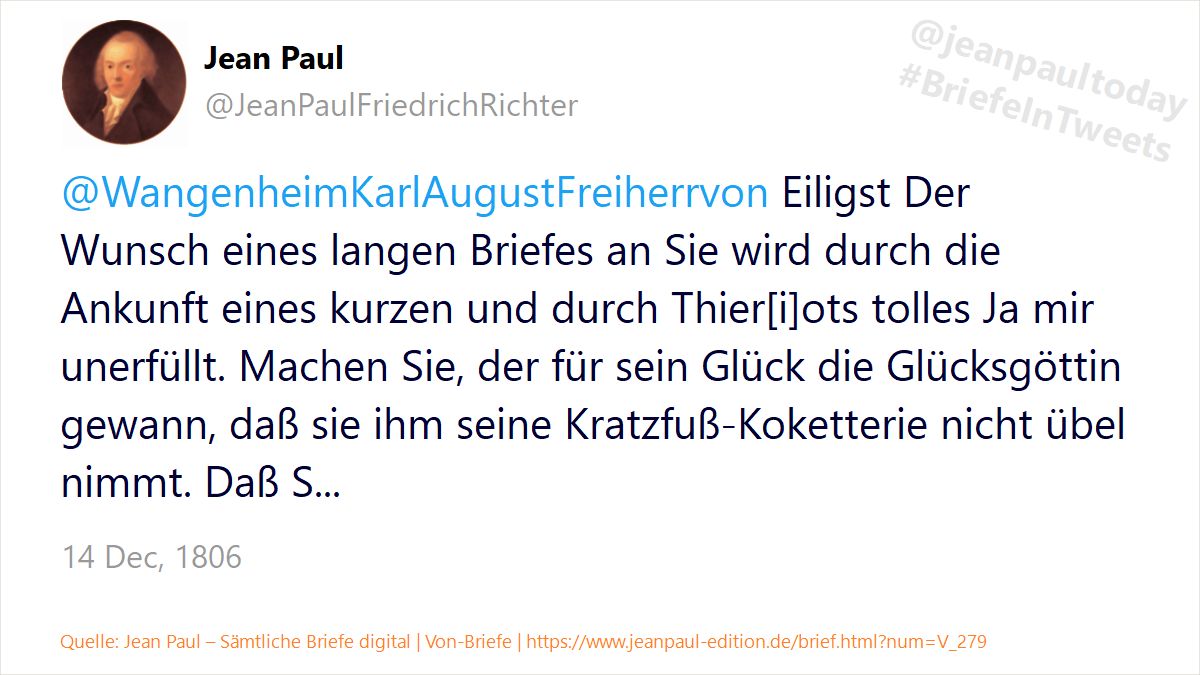 Jean Paul
@JeanPaulFriedrichRichter
@jeanpaultoday
#BriefeInTweets
@WangenheimKarlAugustFreiherrvon Eiligst Der
Wunsch eines langen Briefes an Sie wird durch die
Ankunft eines kurzen und durch Thier[i]ots tolles Ja mir
unerfüllt. Machen Sie, der für sein Glück die Glücksgöttin
gewann, daß sie ihm seine Kratzfuß-Koketterie nicht übel
nimmt. Daß S...
14 Dec, 1806
Quelle: Jean Paul – Sämtliche Briefe digital | Von-Briefe | https://www.jeanpaul-edition.de/brief.html?num=V_279